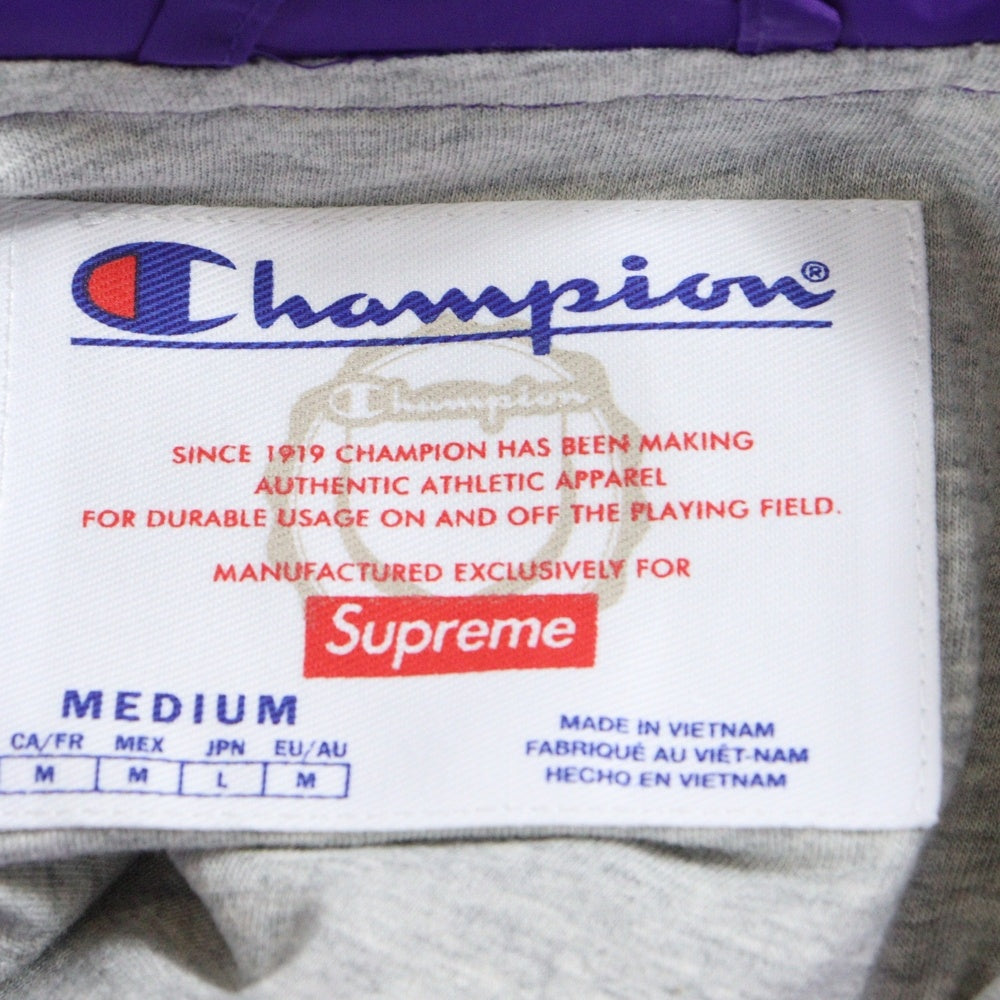 Champion®
Champion
SINCE 1919 CHAMPION HAS BEEN MAKING
AUTHENTIC ATHLETIC APPAREL
FOR DURABLE USAGE ON AND OFF THE PLAYING FIELD.
MANUFACTURED EXCLUSIVELY FOR
Supreme
MEDIUM
CA/FR MEX JPN EU/AU
M M L M
MADE IN VIETNAM
FABRIQUÉ AU VIÊT-NAM
HECHO EN VIETNAM